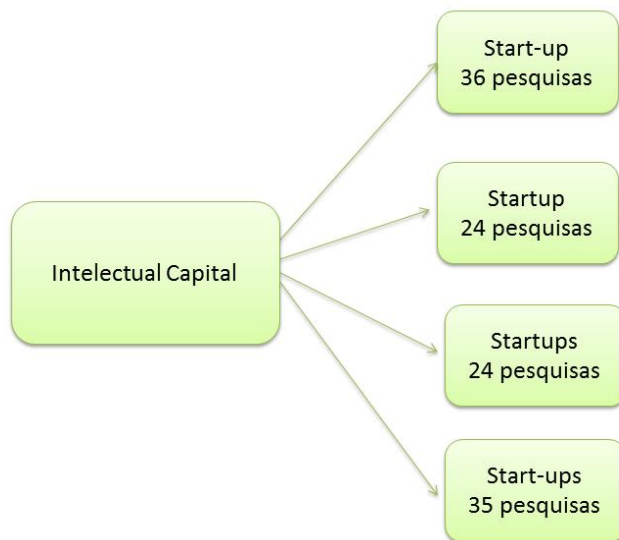 Start-up
36 pesquisas
Startup
24 pesquisas
Intelectual Capital
Startups
24 pesquisas
Start-ups
35 pesquisas